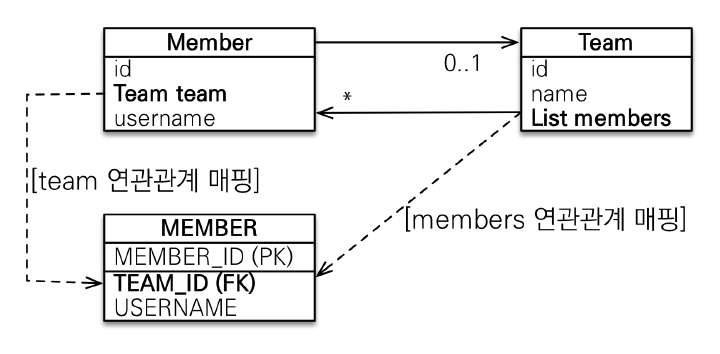 Member
id
Team team
username
0..1
*
Team
id
name
List members
[team 연관관계 매핑]
[members 연관관계 매핑]
MEMBER
MEMBER_ID (PK)
TEAM_ID (FK)
USERNAME